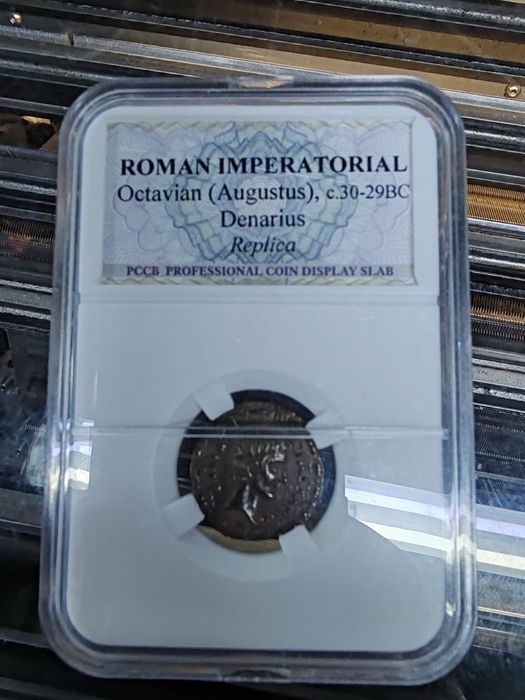 ROMAN IMPERATORIAL
Octavian (Augustus), c.30-29BC
Denarius
Replica
PCCB PROFESSIONAL COIN DISPLAY SLAB